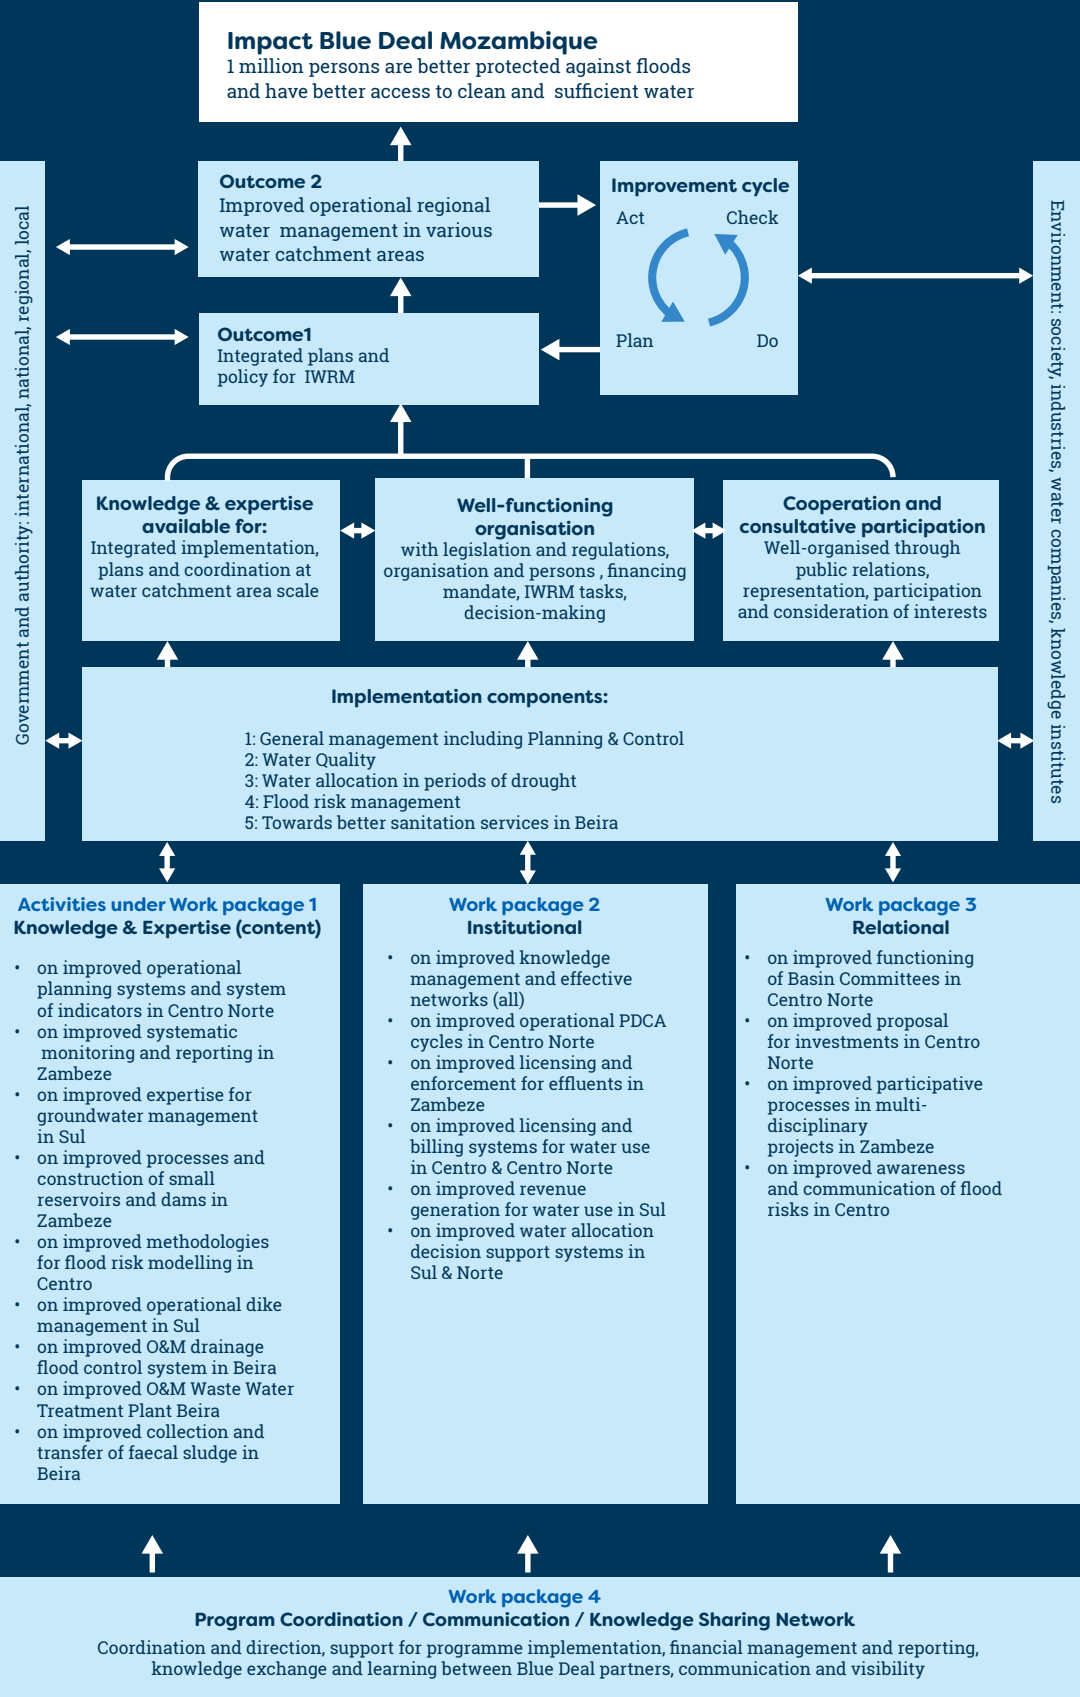 Impact Blue Deal Mozambique
1 million persons are better protected against floods
and have better access to clean and sufficient water
Government and authority: international, national, regional, local
Outcome 2
Improved operational regional
water management in various
water catchment areas
Improvement cycle
Act
Check
Plan
Do
Environment: society, industries, water companies, knowledge institutes
Outcome1
Integrated plans and
policy for IWRM
Knowledge & expertise
available for:
Integrated implementation,
plans and coordination at
water catchment area scale
Well-functioning
organisation
with legislation and regulations,
organisation and persons , financing
mandate, IWRM tasks,
decision-making
Cooperation and
consultative participation
Well-organised through
public relations,
representation, participation
and consideration of interests
Implementation components:
1: General management including Planning & Control
2: Water Quality
3: Water allocation in periods of drought
4: Flood risk management
5: Towards better sanitation services in Beira
Activities under Work package 1
Knowledge & Expertise (content)
• on improved operational
planning systems and system
of indicators in Centro Norte
• on improved systematic
monitoring and reporting in
Zambeze
• on improved expertise for
groundwater management
in Sul
• on improved processes and
construction of small
reservoirs and dams in
Zambeze
• on improved methodologies
for flood risk modelling in
Centro
• on improved operational dike
management in Sul
• on improved O&M drainage
flood control system in Beira
• on improved O&M Waste Water
Treatment Plant Beira
• on improved collection and
transfer of faecal sludge in
Beira
Work package 2
Institutional
• on improved knowledge
management and effective
networks (all)
• on improved operational PDCA
cycles in Centro Norte
• on improved licensing and
enforcement for effluents in
Zambeze
• on improved licensing and
billing systems for water use
in Centro & Centro Norte
• on improved revenue
generation for water use in Sul
• on improved water allocation
decision support systems in
Sul & Norte
Work package 3
Relational
• on improved functioning
of Basin Committees in
Centro Norte
• on improved proposal
for investments in Centro
Norte
• on improved participative
processes in multi-
disciplinary
projects in Zambeze
• on improved awareness
and communication of flood
risks in Centro
Work package 4
Program Coordination / Communication / Knowledge Sharing Network
Coordination and direction, support for programme implementation, financial management and reporting,
knowledge exchange and learning between Blue Deal partners, communication and visibility